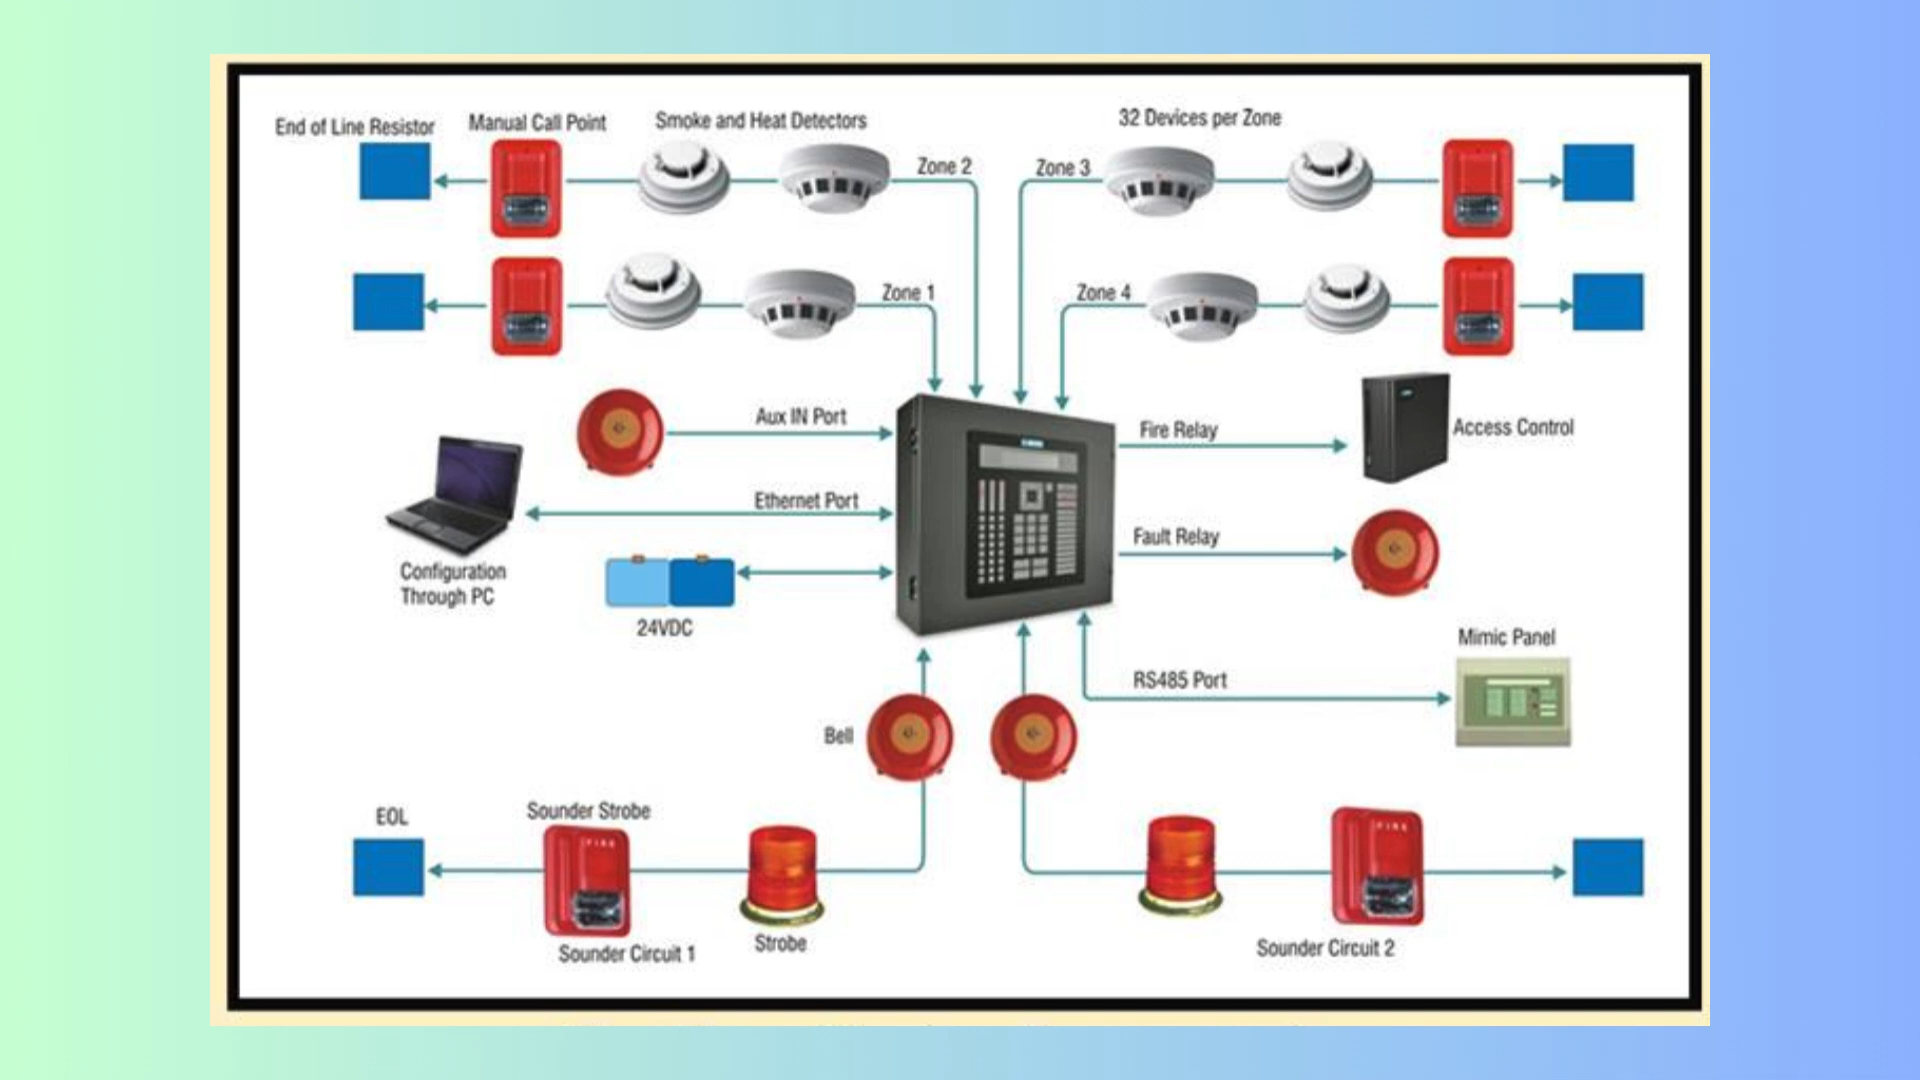 End of Line Resistor
Manual Call Point
Smoke and Heat Detectors
32 Devices per Zone
Zone 2
Zone 3
Zone 1
Zone 4
Aux IN Port
Fire Relay
Access Control
Ethernet Port
Fault Relay
Configuration
Through PC
24VDC
Mimic Panel
RS485 Port
Bell
EOL
Sounder Strobe
FIRE
FIRE
Strobe
Sounder Circuit 1
Sounder Circuit 2